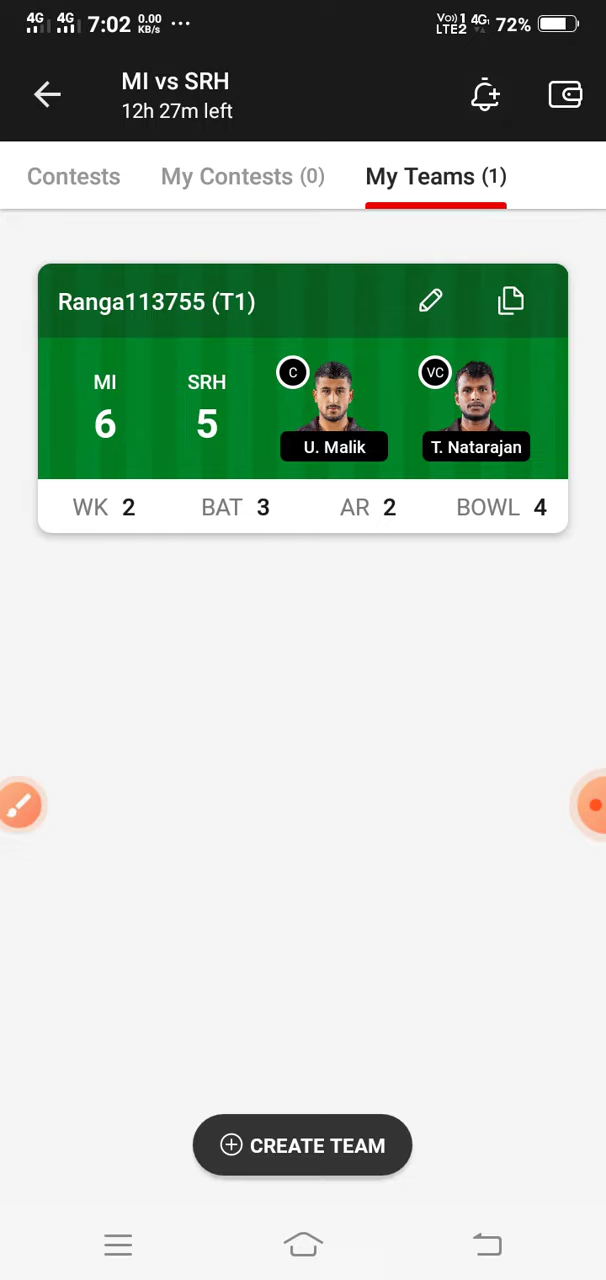 4G 4G 7:02 0.00 KB/s ... Vo) 1 4G LTE2 72%
MI vs SRH
12h 27m left
Contests My Contests (0) My Teams (1)
Ranga113755 (T1)
MI SRH C VC
6 5
U. Malik T. Natarajan
WK 2 BAT 3 AR 2 BOWL 4
CREATE TEAM